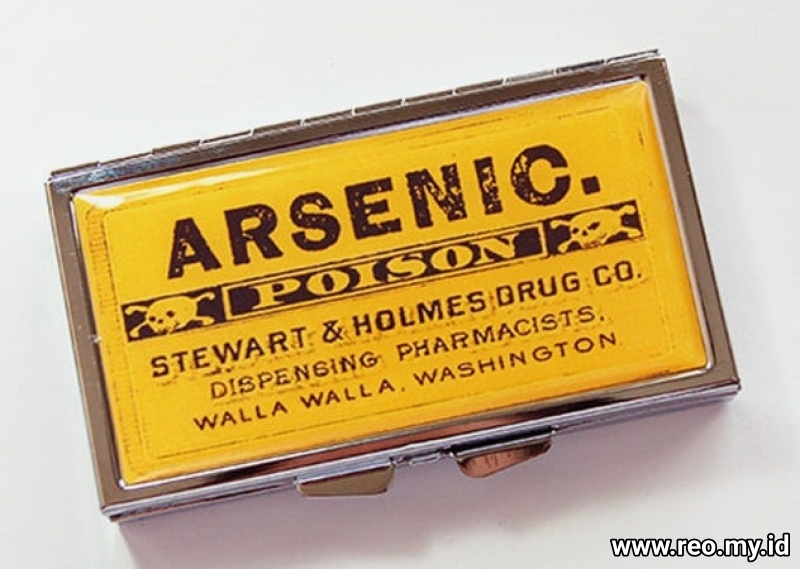 ARSENIC.
POISON
STEWART & HOLMES DRUG CO.
DISPENSING PHARMACISTS,
WALLA WALLA, WASHINGTON
www.reo.my.id